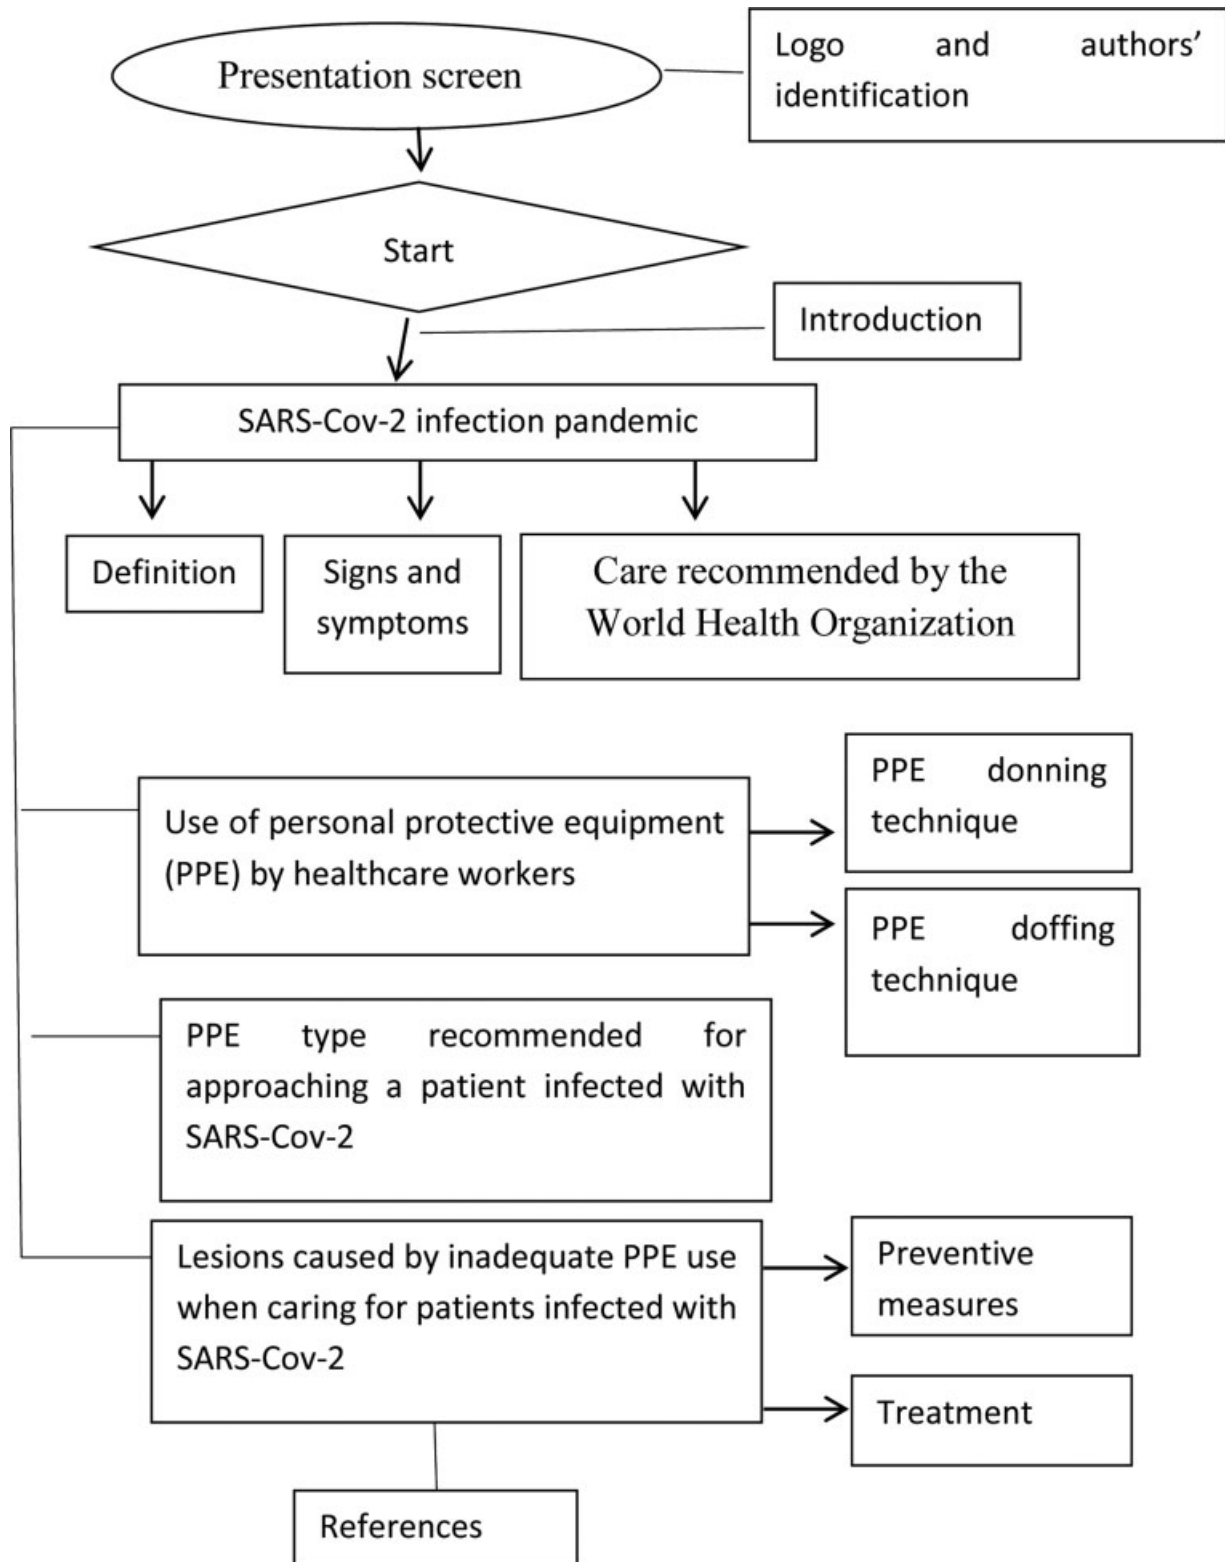 Presentation screen
Logo and authors’
identification
Start
Introduction
SARS-Cov-2 infection pandemic
Definition
Signs and
symptoms
Care recommended by the
World Health Organization
Use of personal protective equipment
(PPE) by healthcare workers
PPE donning
technique
PPE doffing
technique
PPE type recommended for
approaching a patient infected with
SARS-Cov-2
Lesions caused by inadequate PPE use
when caring for patients infected with
SARS-Cov-2
Preventive
measures
Treatment
References